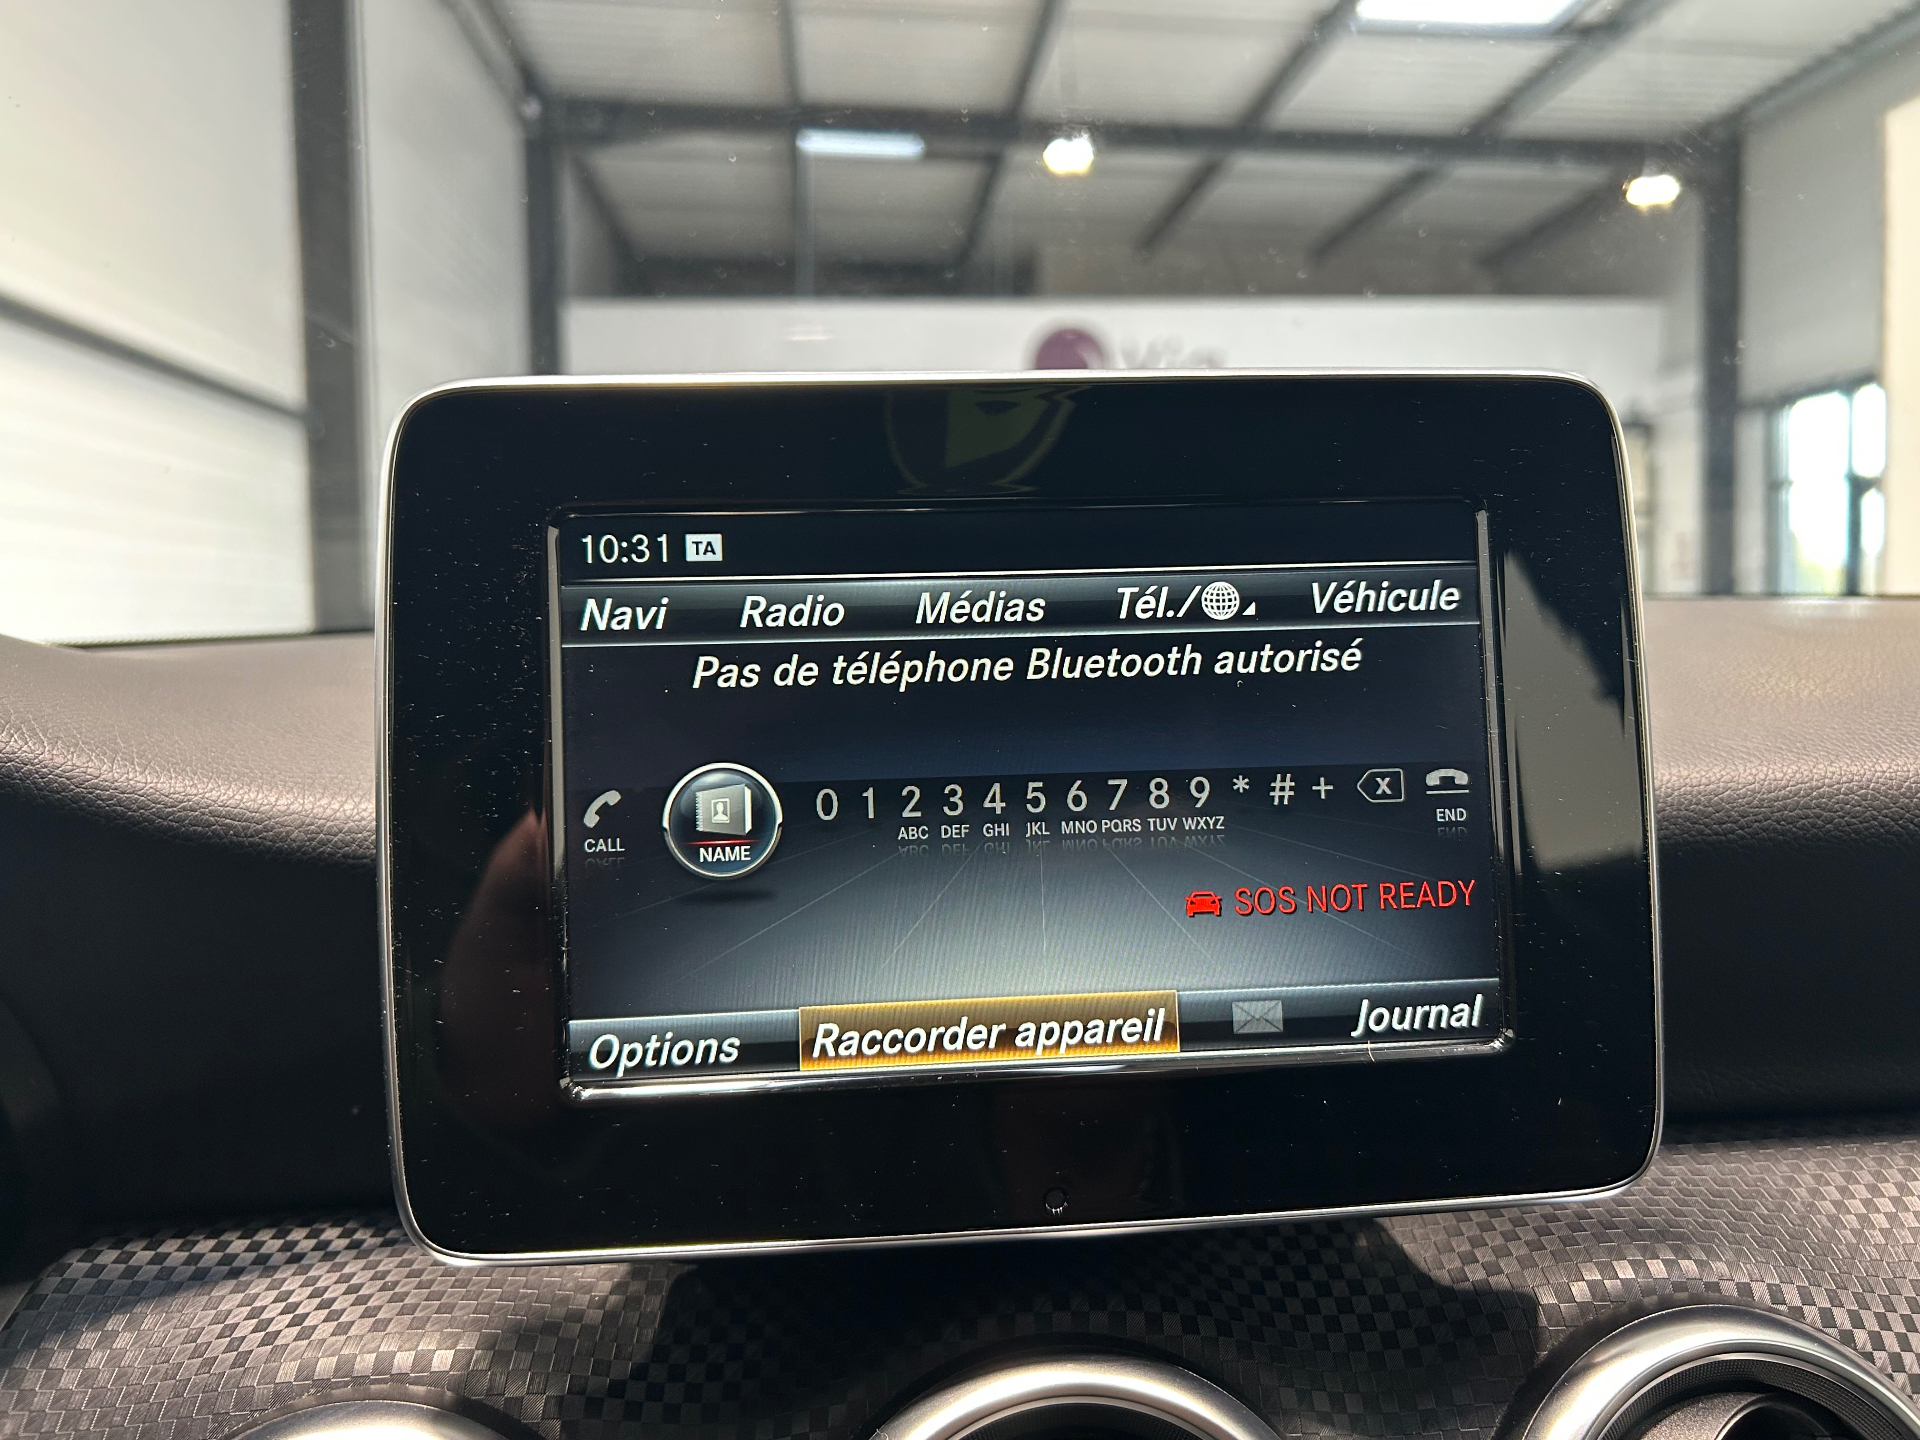 10:31 TA
Navi Radio Médias Tél./ Véhicule
Pas de téléphone Bluetooth autorisé
0 1 2 3 4 5 6 7 8 9 * # + X
ABC DEF GHI JKL MNO PQRS TUV WXYZ
CALL NAME END
SOS NOT READY
Options Raccorder appareil Journal